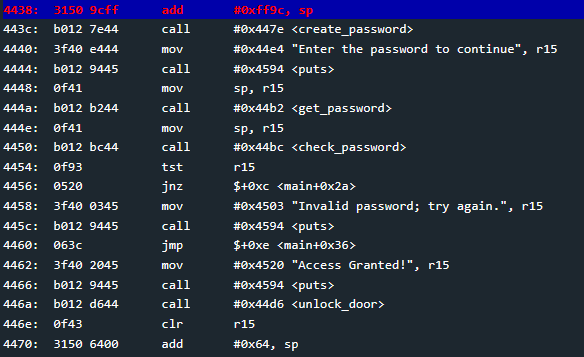 4438:  3150 9cff      add       #0xff9c, sp
443c:  b012 7e44      call      #0x447e <create_password>
4440:  3f40 e444      mov       #0x44e4 "Enter the password to continue", r15
4444:  b012 9445      call      #0x4594 <puts>
4448:  0f41           mov       sp, r15
444a:  b012 b244      call      #0x44b2 <get_password>
444e:  0f41           mov       sp, r15
4450:  b012 bc44      call      #0x44bc <check_password>
4454:  0f93           tst       r15
4456:  0520           jnz       $+0xc <main+0x2a>
4458:  3f40 0345      mov       #0x4503 "Invalid password; try again.", r15
445c:  b012 9445      call      #0x4594 <puts>
4460:  063c           jmp       $+0xe <main+0x36>
4462:  3f40 2045      mov       #0x4520 "Access Granted!", r15
4466:  b012 9445      call      #0x4594 <puts>
446a:  b012 d644      call      #0x44d6 <unlock_door>
446e:  0f43           clr       r15
4470:  3150 6400      add       #0x64, sp